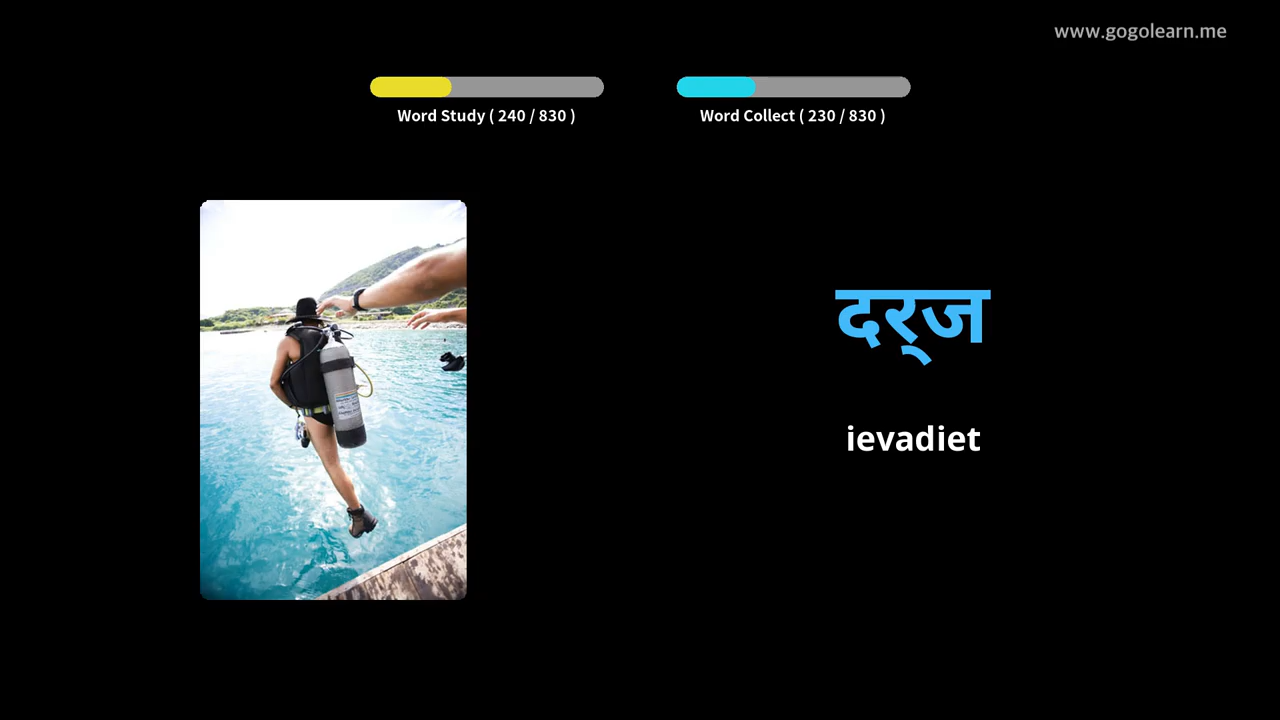 www.gogolearn.me
Word Study ( 240 / 830 )
Word Collect ( 230 / 830 )
दर्‌ज
ievadiet